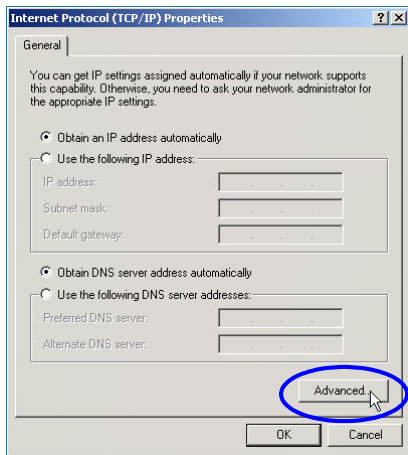 Internet Protocol (TCP/IP) Properties
General
You can get IP settings assigned automatically if your network supports
this capability. Otherwise, you need to ask your network administrator for
the appropriate IP settings.
Obtain an IP address automatically
Use the following IP address:
IP address:
Subnet mask:
Default gateway:
Obtain DNS server address automatically
Use the following DNS server addresses:
Preferred DNS server:
Alternate DNS server:
Advanced...
OK
Cancel